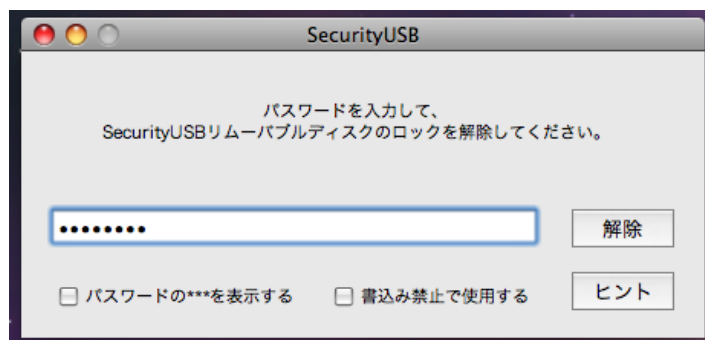 SecurityUSB
パスワードを入力して、
SecurityUSBリムーバブルディスクのロックを解除してください。
••••••••
解除
パスワードの***を表示する
書込み禁止で使用する
ヒント